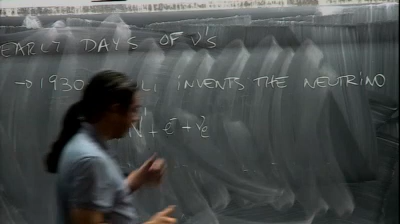 EARLY DAYS OF ν's
→ 1930 LI INVENTS THE NEUTRINO
N' + e⁻ + ν̄e